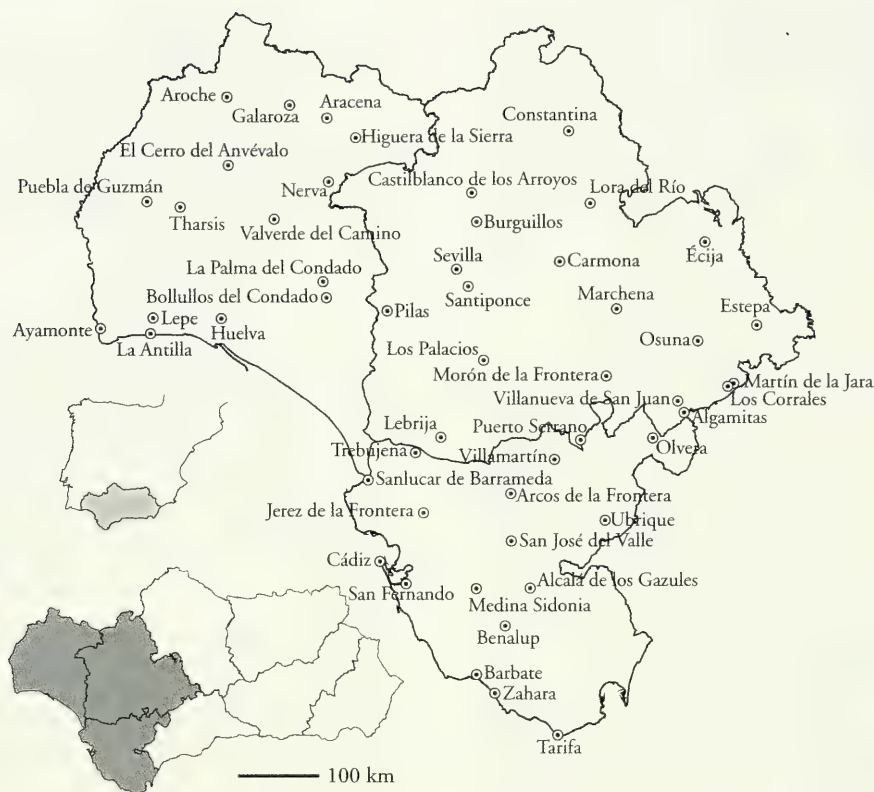 Aroche
Galaroza
Aracena
Constantina
Higuera de la Sierra
El Cerro del Anvévalo
Puebla de Guzmán
Nerva
Castilblanco de los Arroyos
Lora del Río
Tharsis
Valverde del Camino
Burguillos
Écija
La Palma del Condado
Sevilla
Carmona
Bollullos del Condado
Santiponce
Marchena
Estepa
Ayamonte
Lepe
Huelva
Pilas
La Antilla
Osuna
Los Palacios
Morón de la Frontera
Martín de la Jara
Villanueva de San Juan
Los Corrales
Algamitas
Lebrija
Puerto Serrano
Olvera
Trebujena
Villamartín
Sanlucar de Barrameda
Arcos de la Frontera
Jerez de la Frontera
Ubrique
San José del Valle
Cádiz
San Fernando
Alcalá de los Gazules
Medina Sidonia
Benalup
Barbate
Zahara
Tarifa
100 km